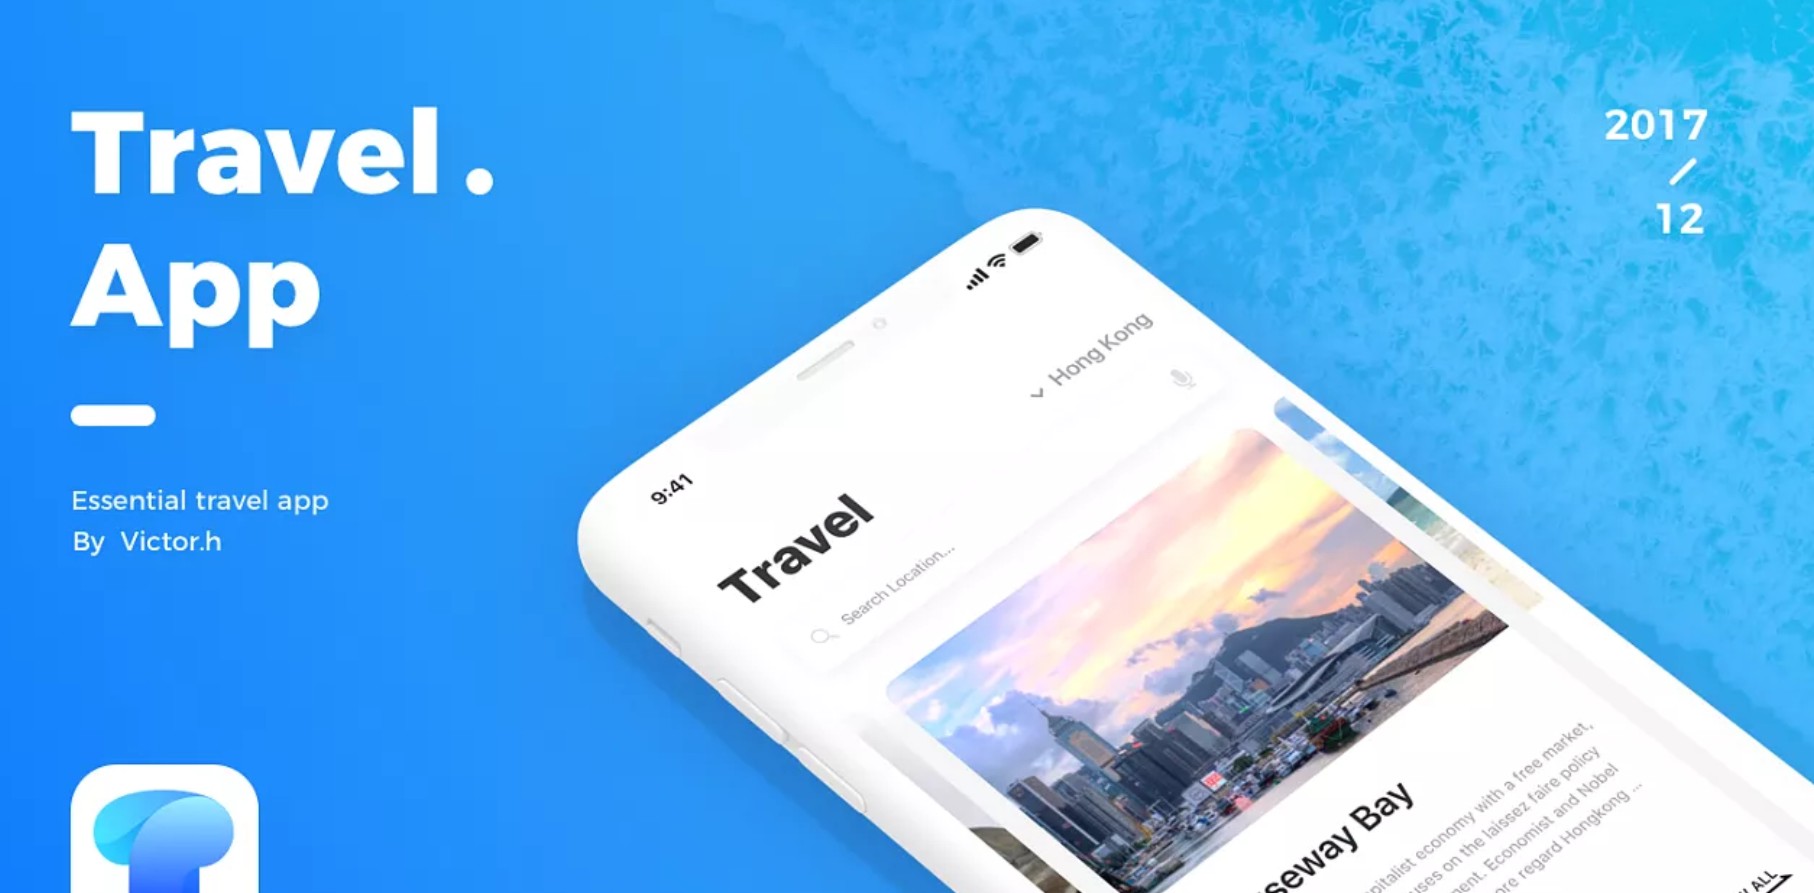 Travel.
App
2017
/
12
Essential travel app
By Victor.h
9:41
Hong Kong
Travel
Search Location...
seway Bay
pitalist economy with a free market,
uses on the laissez faire policy
ment. Economist and Nobel
ore regard Hongkong ...
ALL